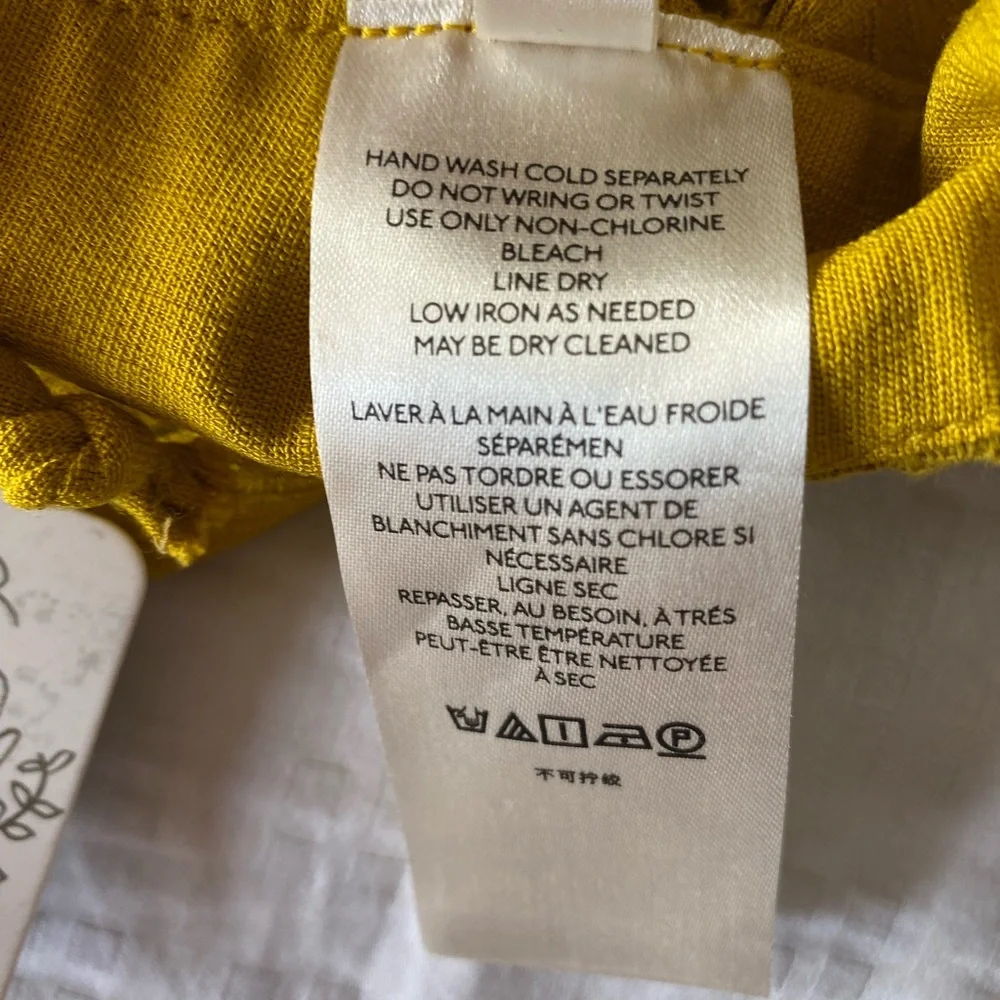 HAND WASH COLD SEPARATELY
DO NOT WRING OR TWIST
USE ONLY NON-CHLORINE
BLEACH
LINE DRY
LOW IRON AS NEEDED
MAY BE DRY CLEANED
LAVER À LA MAIN À L'EAU FROIDE
SÉPARÉMEN
NE PAS TORDRE OU ESSORER
UTILISER UN AGENT DE
BLANCHIMENT SANS CHLORE SI
NÉCESSAIRE
LIGNE SEC
REPASSER, AU BESOIN, À TRÉS
BASSE TEMPÉRATURE
PEUT-ÊTRE ÊTRE NETTOYÉE
À SEC
P
不可拧绞